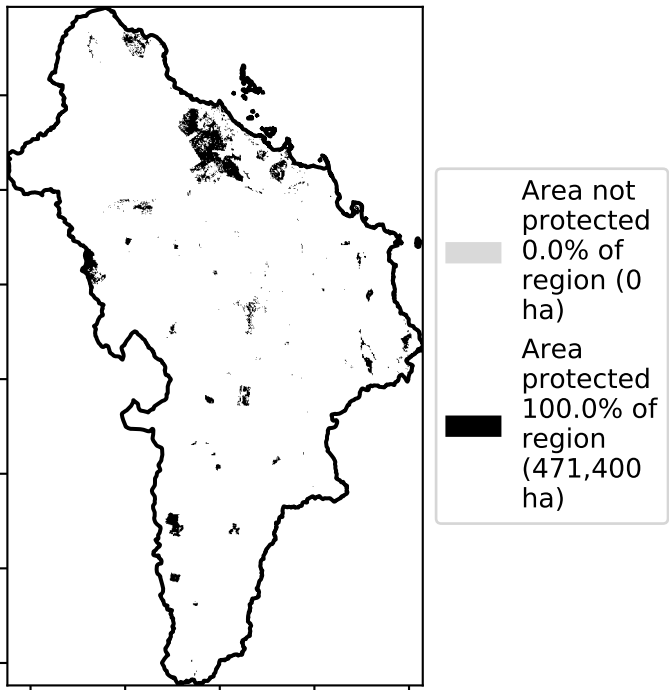 Area not
protected
0.0% of
region (0
ha)
Area
protected
100.0% of
region
(471,400
ha)